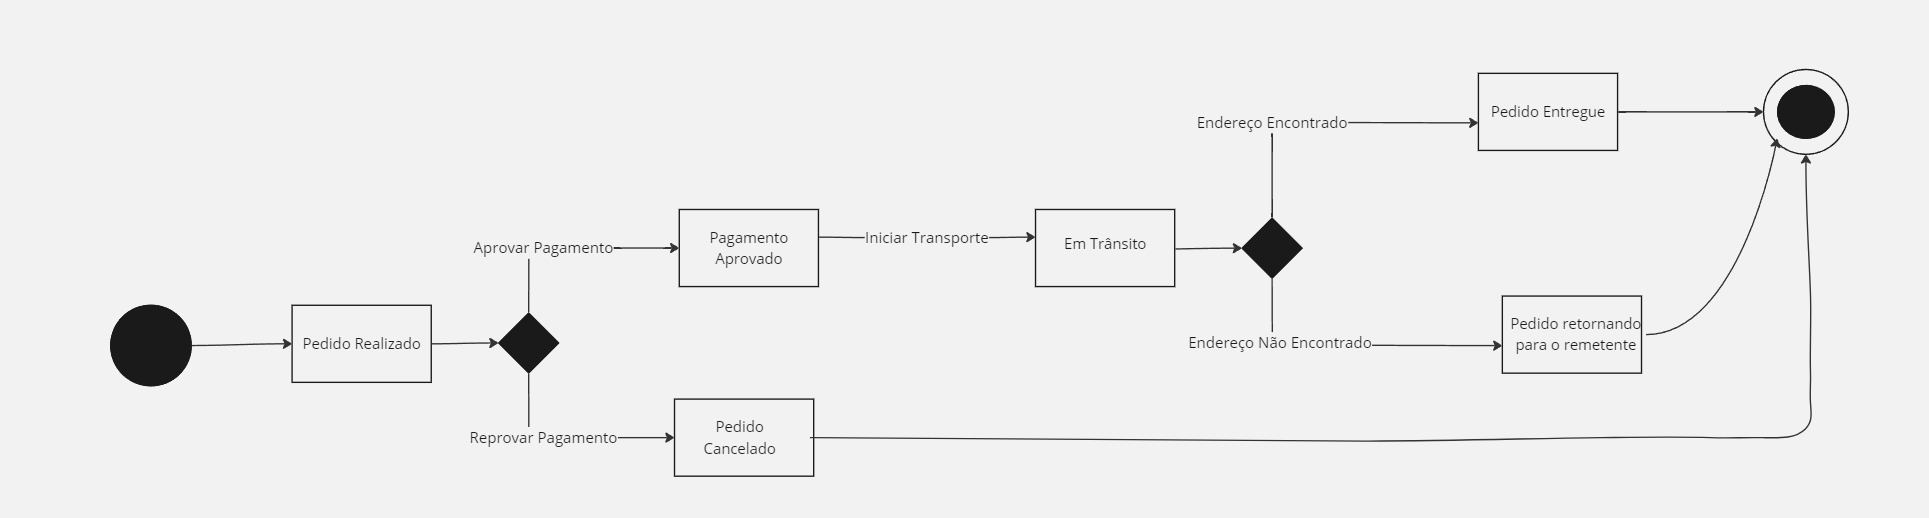 Pedido Realizado
Aprovar Pagamento
Reprovar Pagamento
Pagamento
Aprovado
Pedido
Cancelado
Iniciar Transporte
Em Trânsito
Endereço Encontrado
Endereço Não Encontrado
Pedido Entregue
Pedido retornando
para o remetente